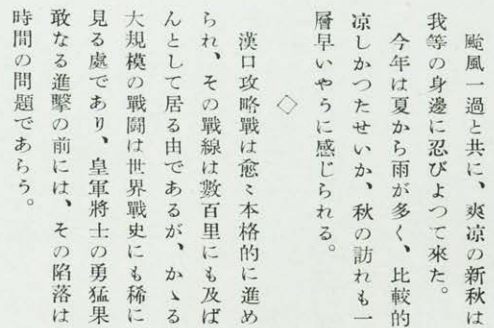 颱風一過と共に、爽凉の新秋は
我等の身邊に忍びよつて來た。
今年は夏から雨が多く、比較的
凉しかつたせいか、秋の訪れも一
層早いやうに感じられる。
◇
漢口攻略戰は愈〻本格的に進め
られ、その戰線は數百里にも及ば
んとして居る由であるが、かゝる
大規模の戰鬪は世界戰史にも稀に
見る處であり、皇軍將士の勇猛果
敢なる進擊の前には、その陷落は
時間の問題であらう。